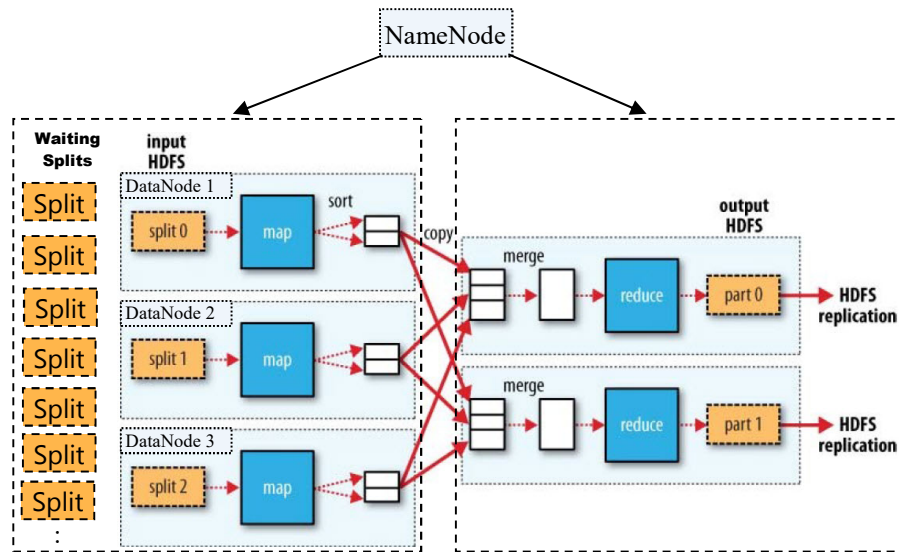 NameNode
Waiting
Splits
Split
Split
Split
Split
Split
Split
Split
:
input
HDFS
DataNode 1
split 0
map
sort
copy
DataNode 2
split 1
map
DataNode 3
split 2
map
output
HDFS
merge
reduce
part 0
HDFS
replication
merge
reduce
part 1
HDFS
replication